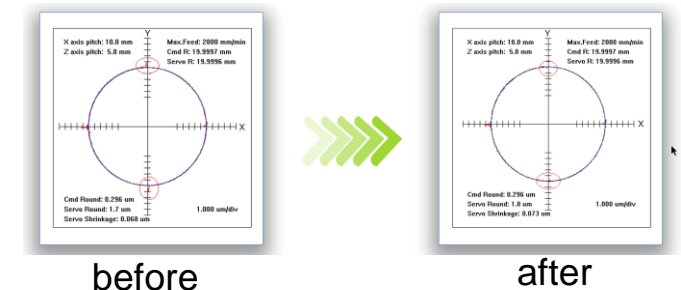 Y
X axis pitch: 10.0 mm Max.Feed: 2000 mm/min
Z axis pitch: 5.0 mm Cmd R: 19.9997 mm
Servo R: 19.9996 mm
X
Cmd Round: 0.296 um
Servo Round: 1.7 um 1.000 um/div
Servo Shrinkage: 0.060 um
before
Y
X axis pitch: 10.0 mm Max.Feed: 2000 mm/min
Z axis pitch: 5.0 mm Cmd R: 19.9997 mm
Servo R: 19.9996 mm
X
Cmd Round: 0.296 um
Servo Round: 1.0 um 1.000 um/div
Servo Shrinkage: 0.073 um
after